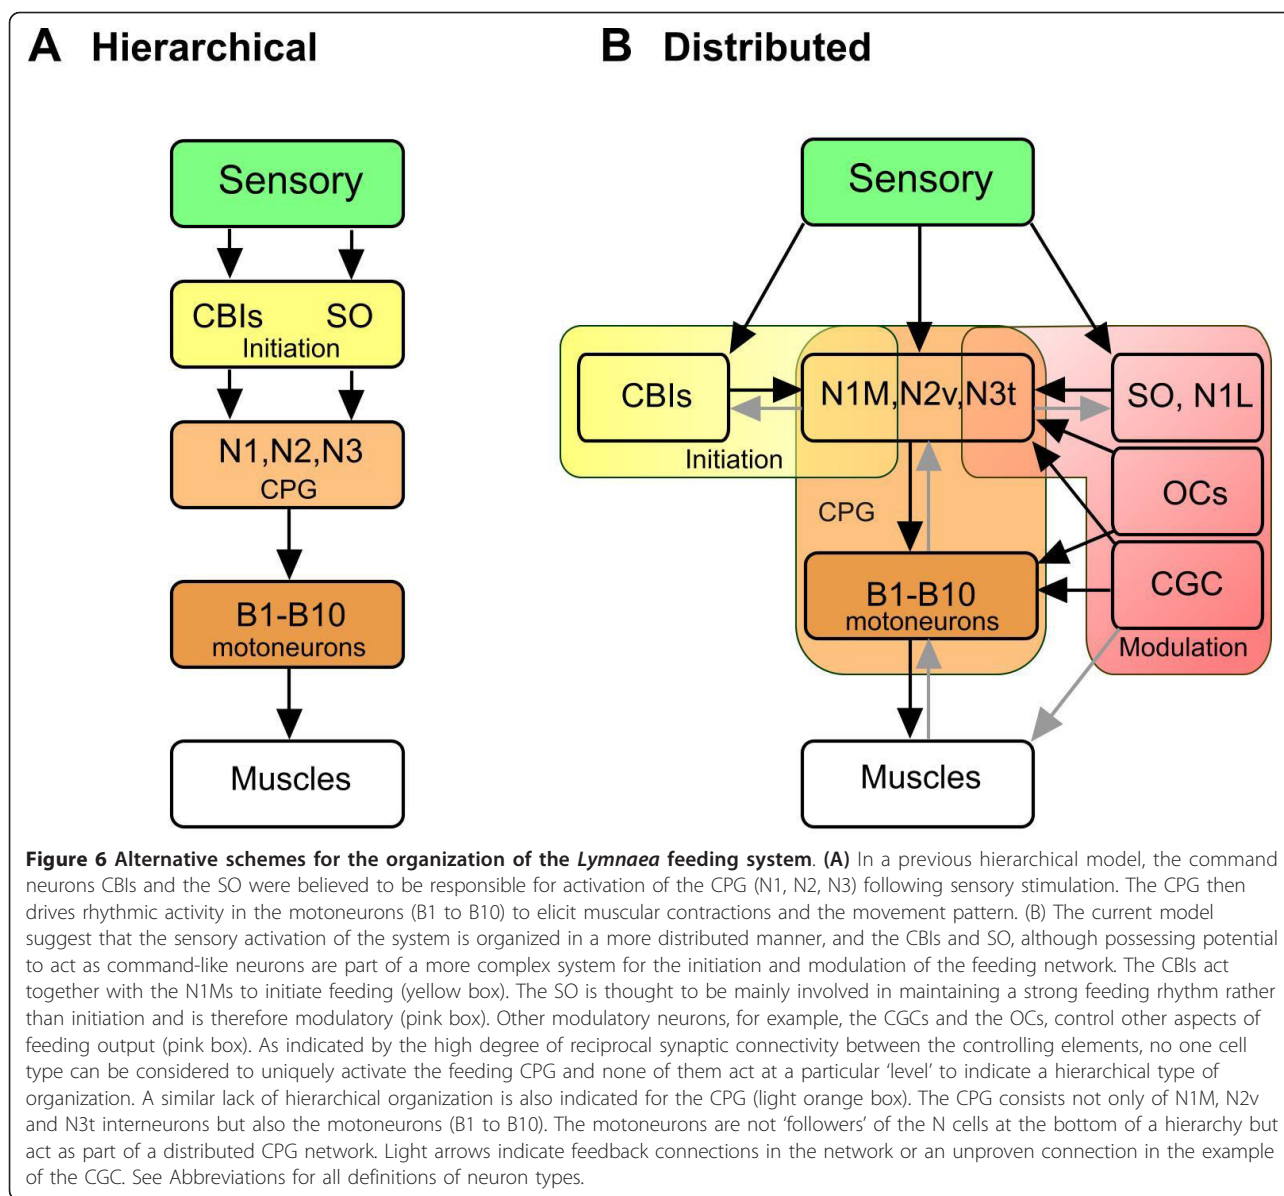 A Hierarchical
Sensory
CBIs SO
Initiation
N1,N2,N3
CPG
B1-B10
motoneurons
Muscles
B Distributed
Sensory
CBIs
N1M,N2v,N3t
SO, N1L
Initiation
OCs
CPG
CGC
B1-B10
motoneurons
Modulation
Muscles
Figure 6 Alternative schemes for the organization of the Lymnaea feeding system. (A) In a previous hierarchical model, the command
neurons CBIs and the SO were believed to be responsible for activation of the CPG (N1, N2, N3) following sensory stimulation. The CPG then
drives rhythmic activity in the motoneurons (B1 to B10) to elicit muscular contractions and the movement pattern. (B) The current model
suggest that the sensory activation of the system is organized in a more distributed manner, and the CBIs and SO, although possessing potential
to act as command-like neurons are part of a more complex system for the initiation and modulation of the feeding network. The CBIs act
together with the N1Ms to initiate feeding (yellow box). The SO is thought to be mainly involved in maintaining a strong feeding rhythm rather
than initiation and is therefore modulatory (pink box). Other modulatory neurons, for example, the CGCs and the OCs, control other aspects of
feeding output (pink box). As indicated by the high degree of reciprocal synaptic connectivity between the controlling elements, no one cell
type can be considered to uniquely activate the feeding CPG and none of them act at a particular ‘level’ to indicate a hierarchical type of
organization. A similar lack of hierarchical organization is also indicated for the CPG (light orange box). The CPG consists not only of N1M, N2v
and N3t interneurons but also the motoneurons (B1 to B10). The motoneurons are not ‘followers’ of the N cells at the bottom of a hierarchy but
act as part of a distributed CPG network. Light arrows indicate feedback connections in the network or an unproven connection in the example
of the CGC. See Abbreviations for all definitions of neuron types.